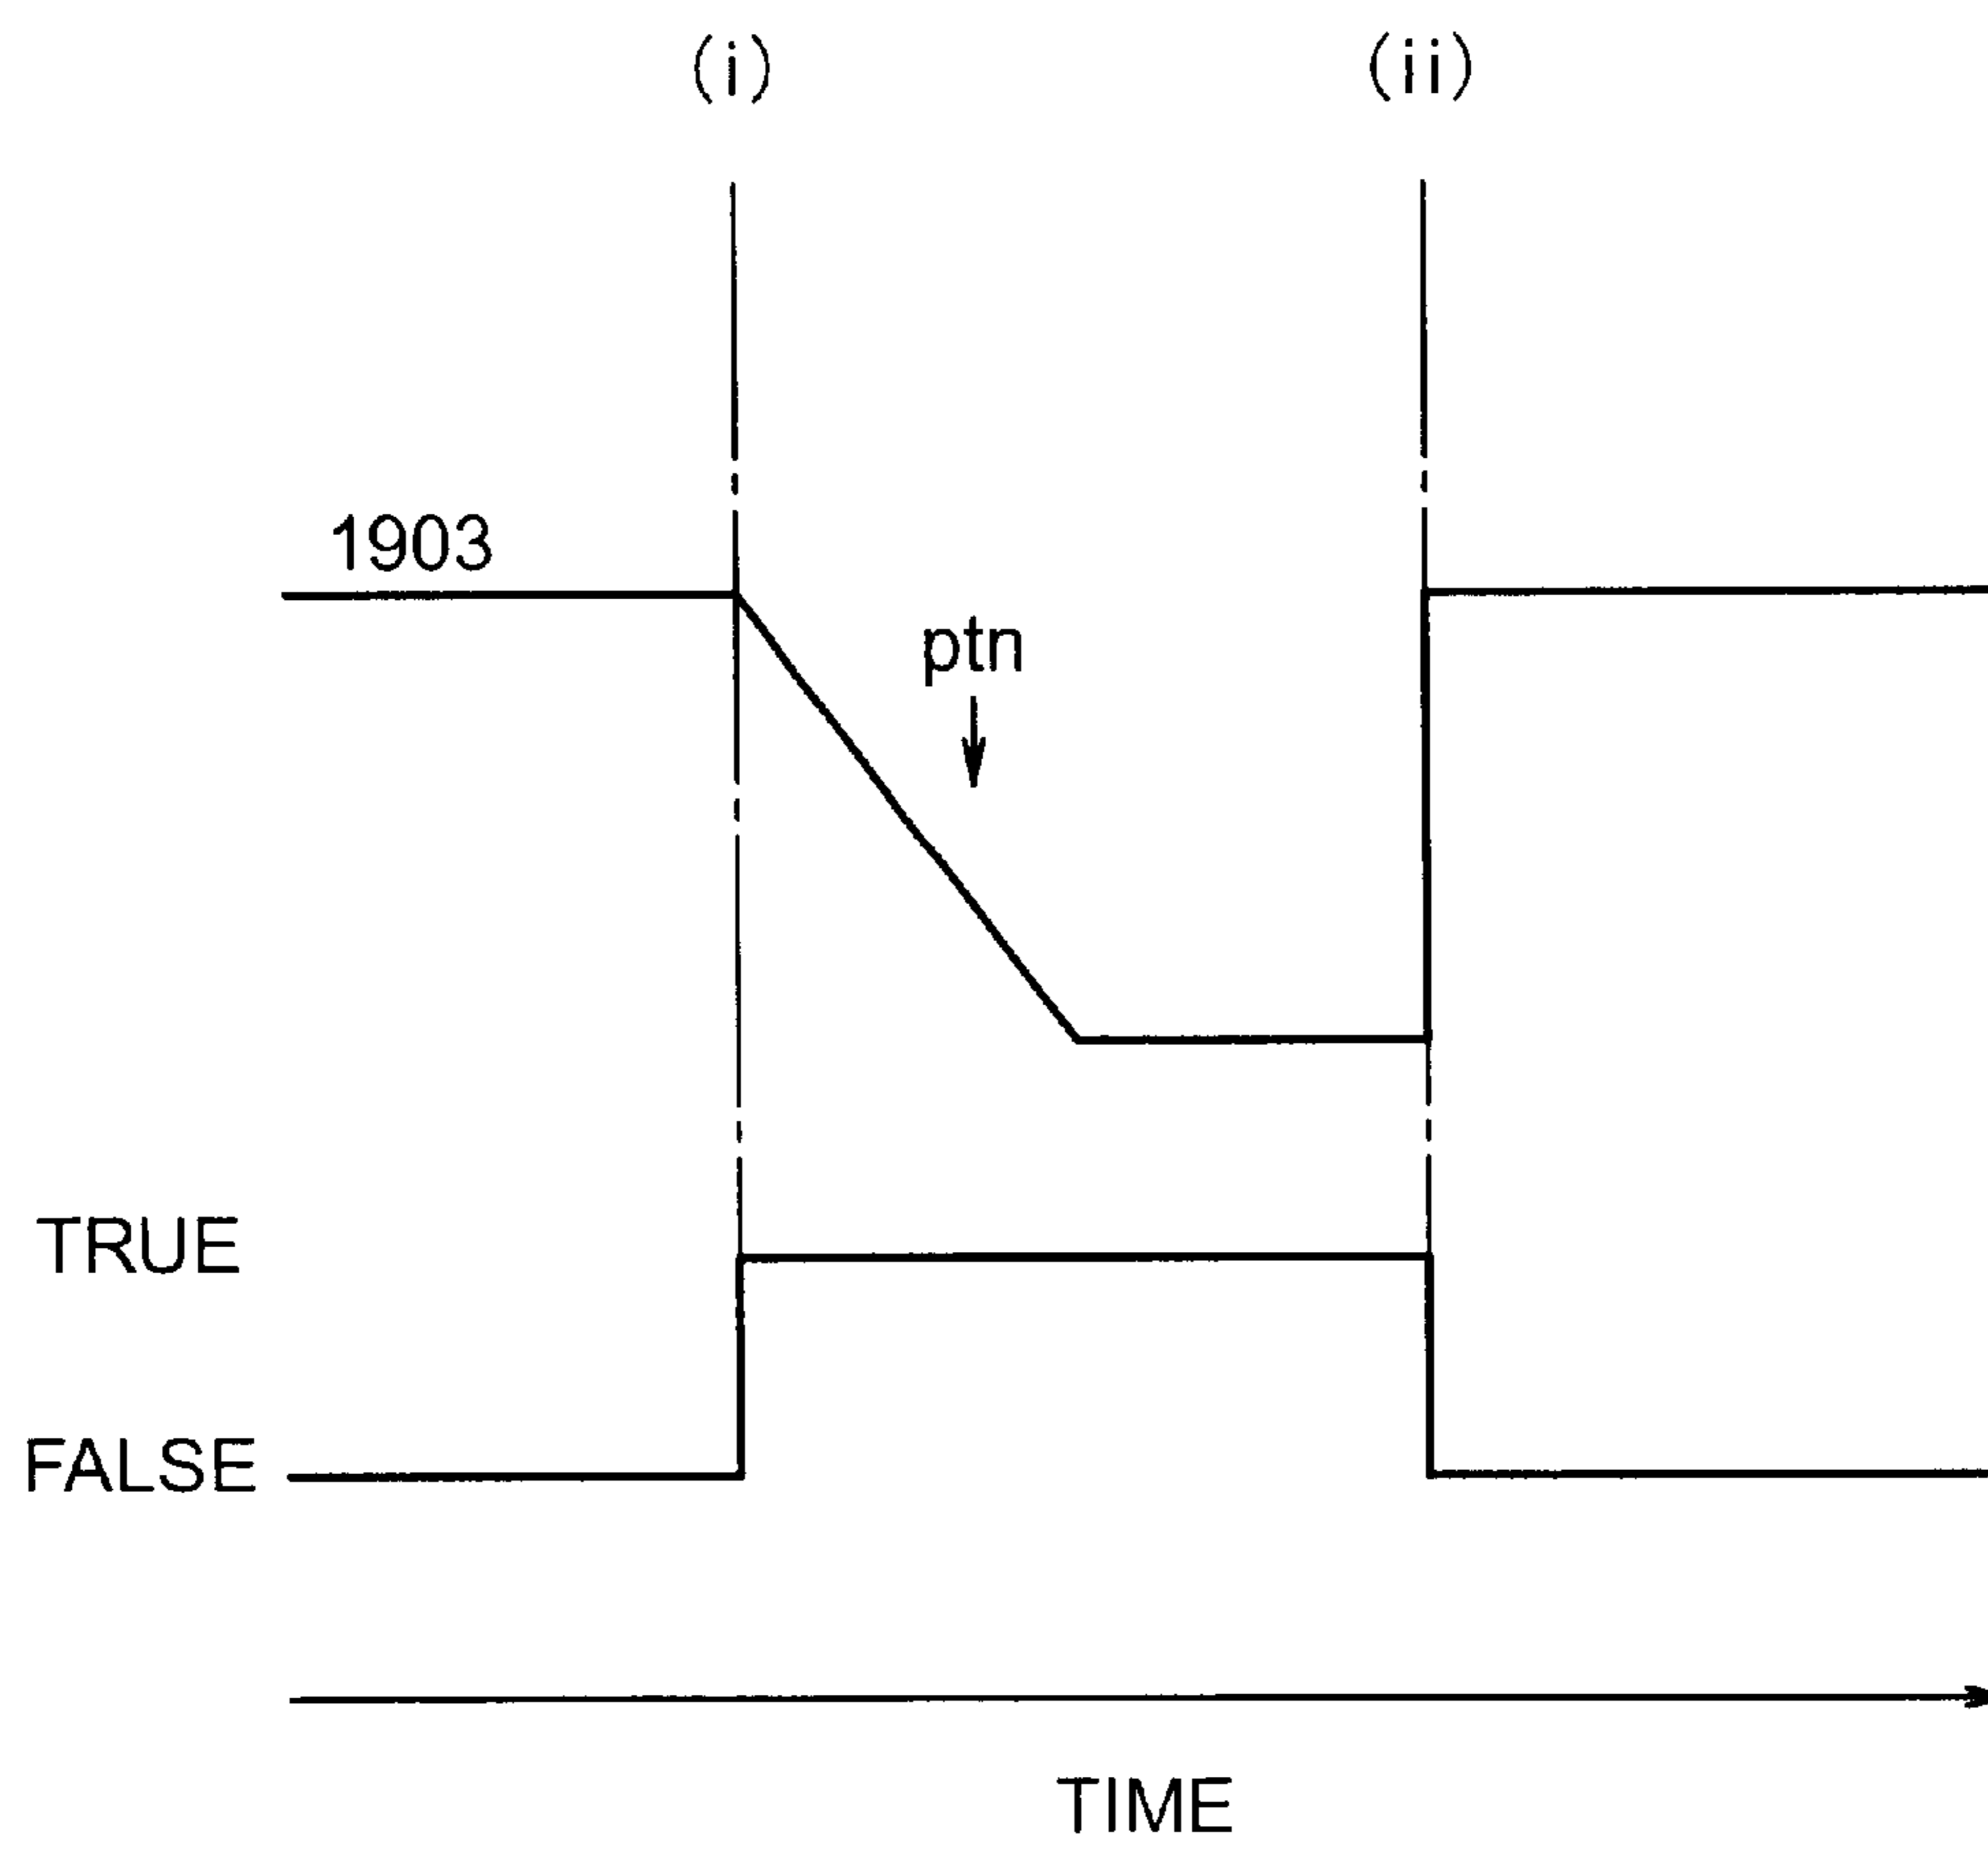 (i) (ii)
1903
ptn
TRUE
FALSE
TIME